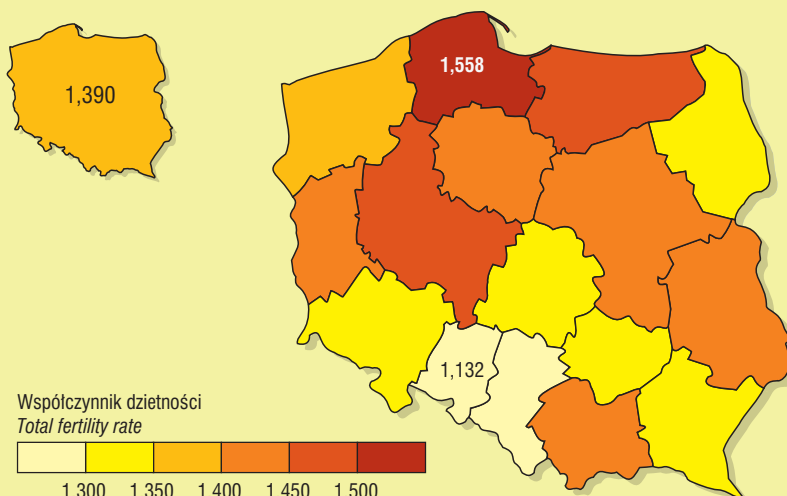 1,558
1,390
1,132
Współczynnik dzietności
Total fertility rate
1.300 1.350 1.400 1.450 1.500